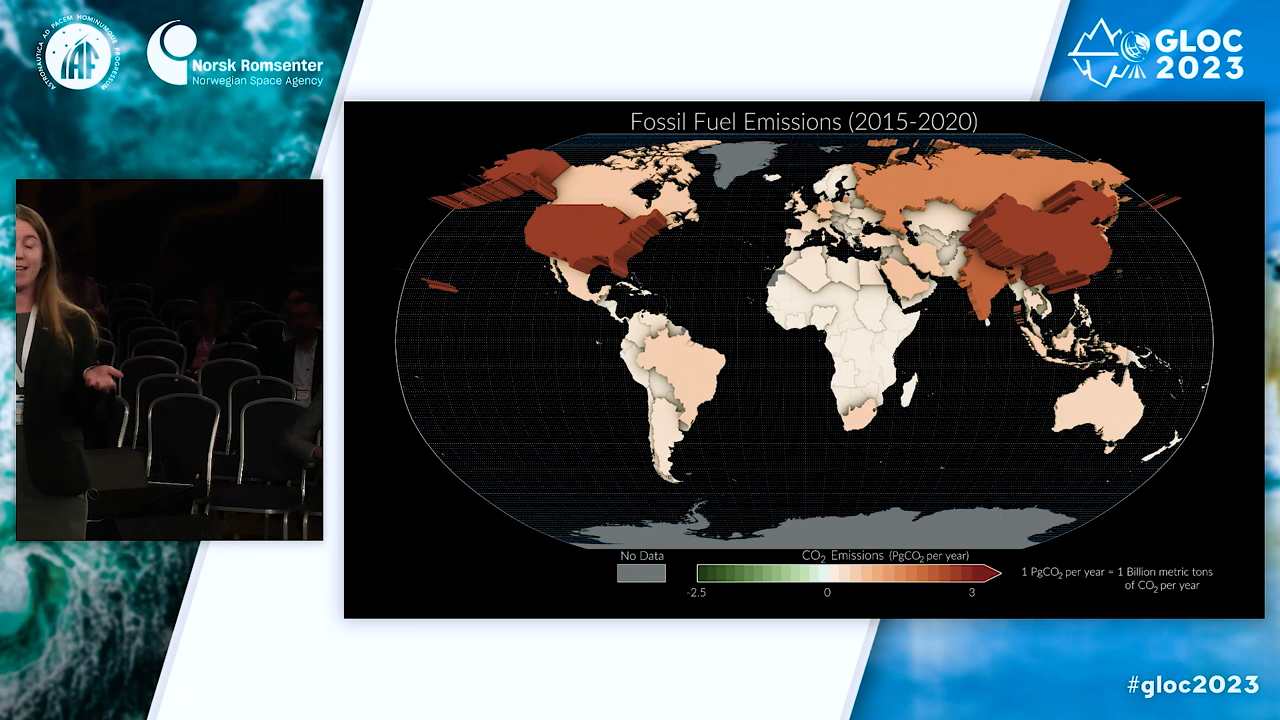 ASTRONAUTICA AD PACEM HOMINUMQUE PROGRESSUM
IAF
Norsk Romsenter
Norwegian Space Agency
GLOC
2023
Fossil Fuel Emissions (2015-2020)
No Data
CO₂ Emissions (PgCO₂ per year)
-2.5
0
3
1 PgCO₂ per year = 1 Billion metric tons
of CO₂ per year
#gloc2023